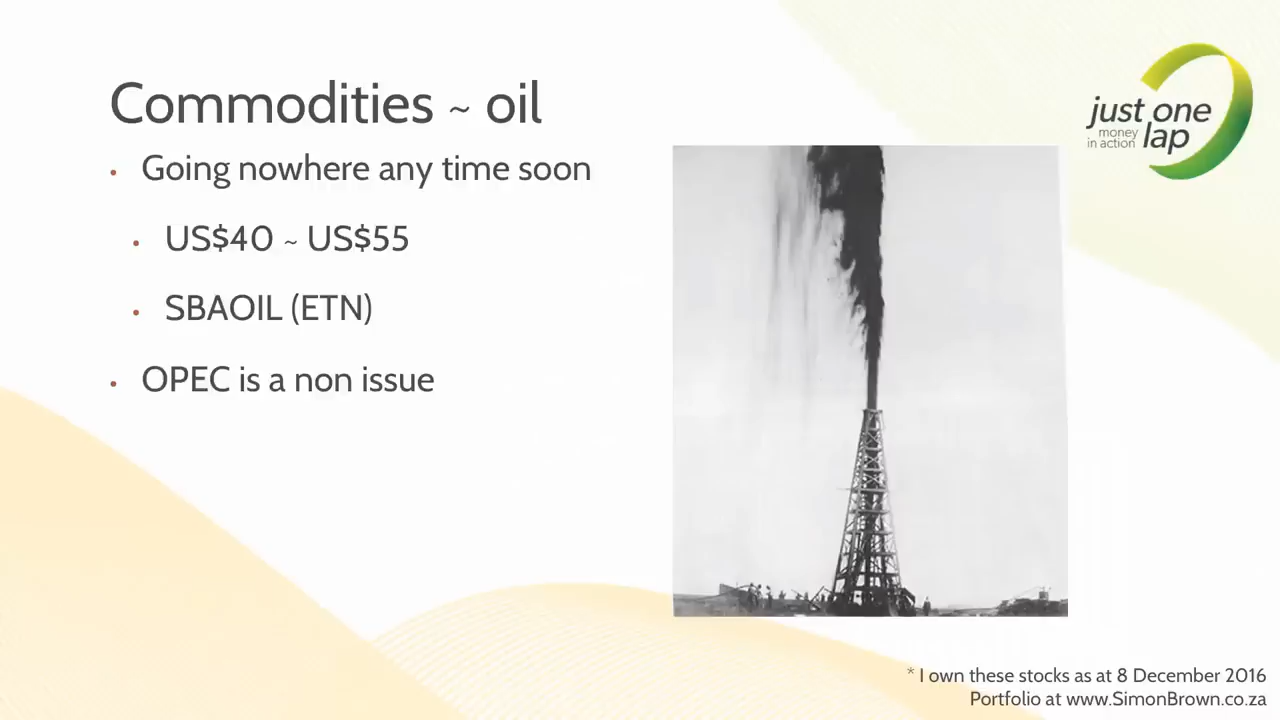 Commodities ~ oil
• Going nowhere any time soon
• US$40 ~ US$55
• SBAOIL (ETN)
• OPEC is a non issue
just one
money
in action lap
* I own these stocks as at 8 December 2016
Portfolio at www.SimonBrown.co.za